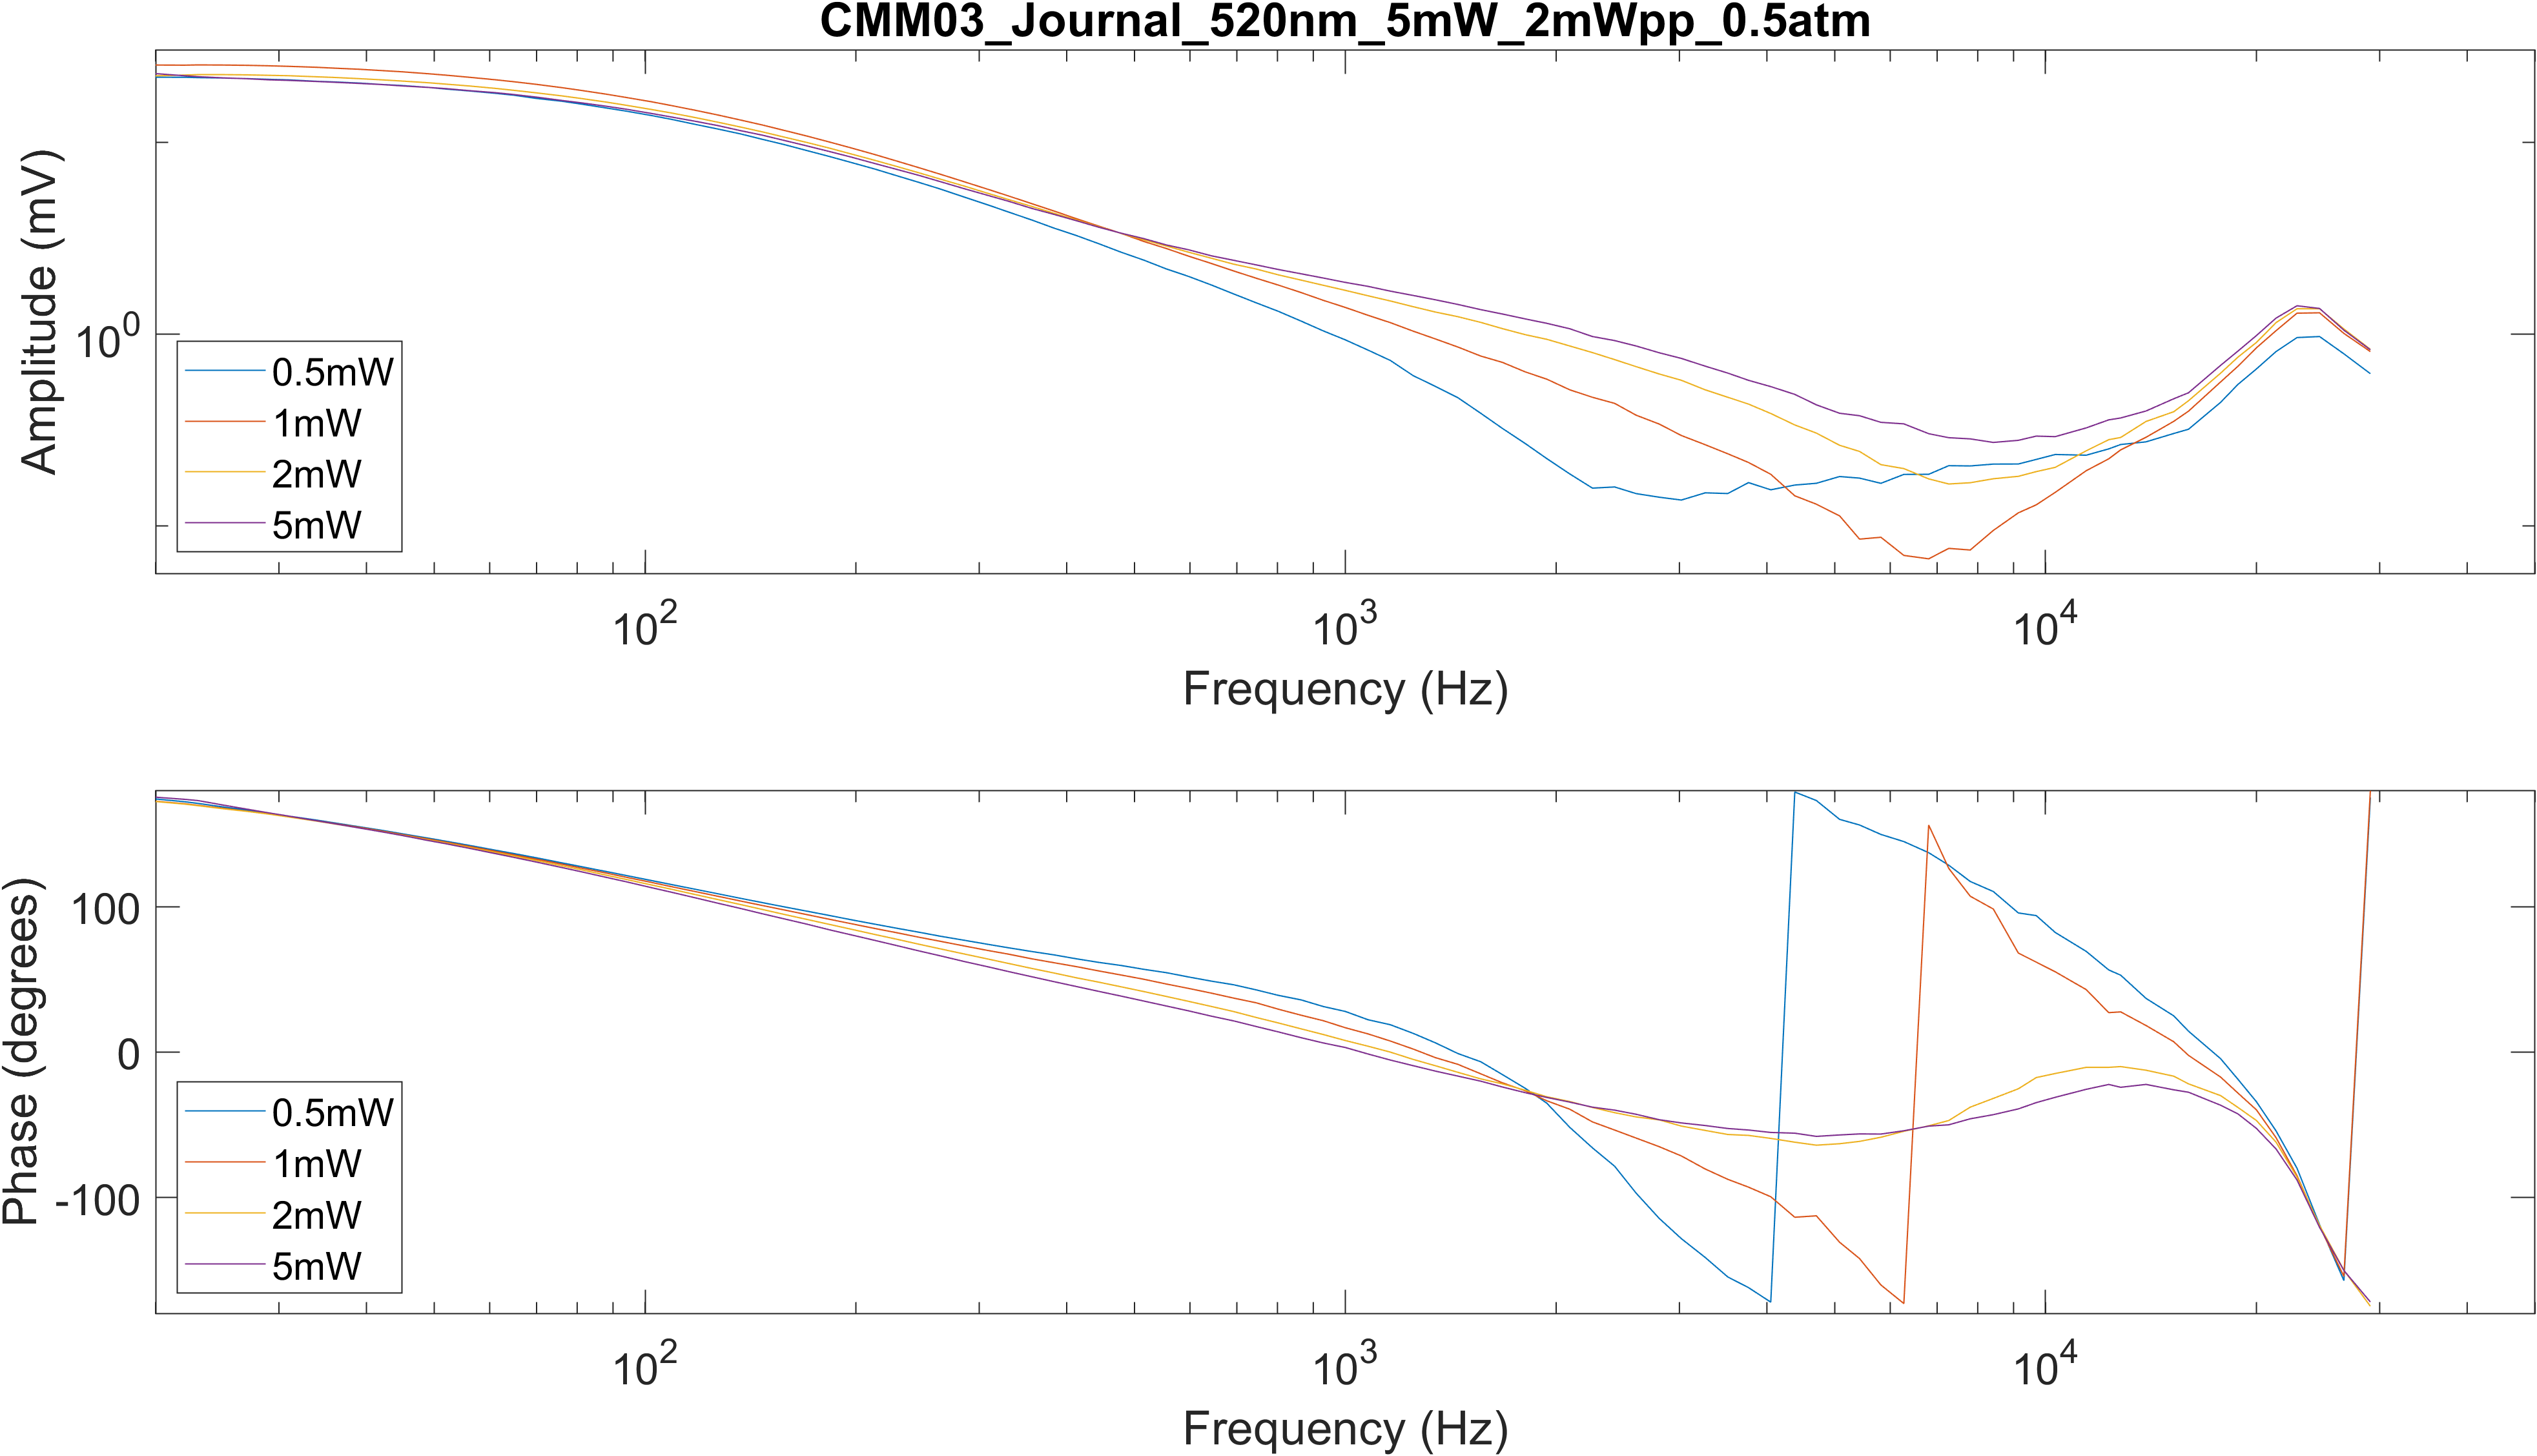 CMM03_Journal_520nm_5mW_2mWpp_0.5atm
Amplitude (mV)
10^0
0.5mW
1mW
2mW
5mW
10^2
10^3
10^4
Frequency (Hz)
Phase (degrees)
100
0
-100
0.5mW
1mW
2mW
5mW
10^2
10^3
10^4
Frequency (Hz)